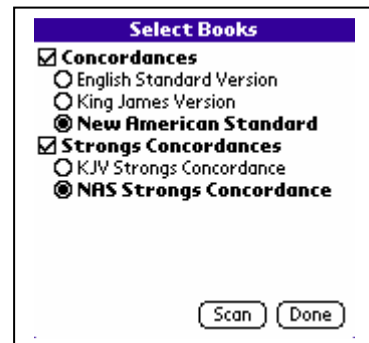 Select Books
Concordances
English Standard Version
King James Version
New American Standard
Strongs Concordances
KJV Strongs Concordance
NAS Strongs Concordance
Scan Done